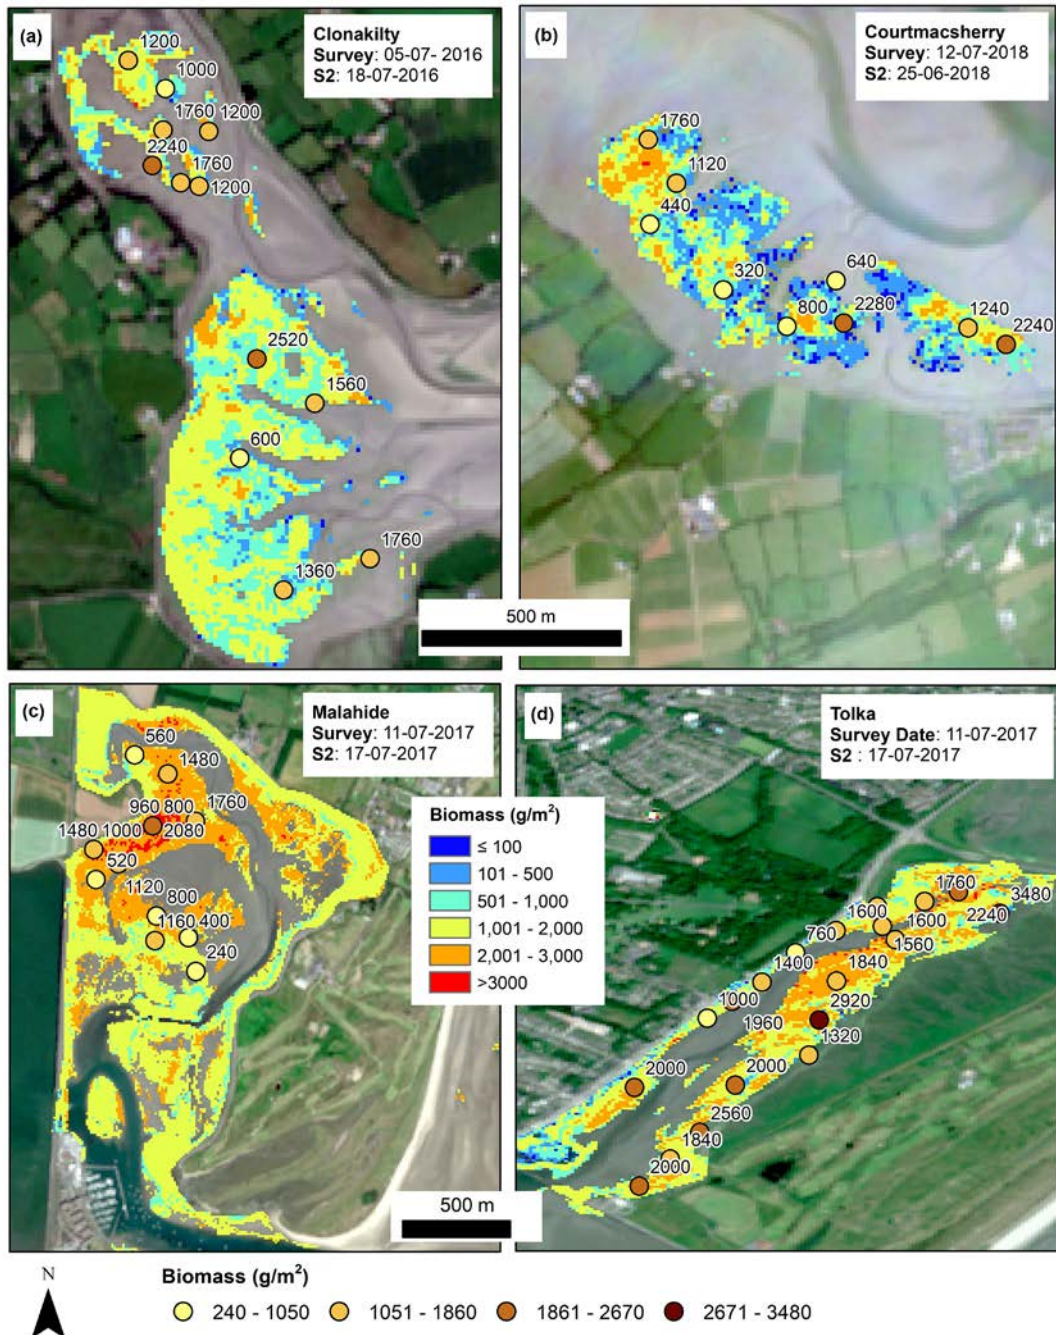 (a)
Clonakilty
Survey: 05-07- 2016
S2: 18-07-2016
1200
1000
1760
1200
2240
1760
1200
2520
1560
600
1760
1360
500 m
(b)
Courtmacsherry
Survey: 12-07-2018
S2: 25-06-2018
1760
1120
440
640
320
800
2280
1240
2240
(c)
Malahide
Survey: 11-07-2017
S2: 17-07-2017
560
1480
960 800 1760
1480 1000 2080
520
1120
800
1160 400
240
500 m
Biomass (g/m²)
≤ 100
101 - 500
501 - 1,000
1,001 - 2,000
2,001 - 3,000
>3000
(d)
Tolka
Survey Date: 11-07-2017
S2 : 17-07-2017
1760
3480
1600
1600
2240
760
1560
1400
1840
2920
1000
1960
1320
2000
2000
2560
1840
2000
N
Biomass (g/m²)
240 - 1050
1051 - 1860
1861 - 2670
2671 - 3480